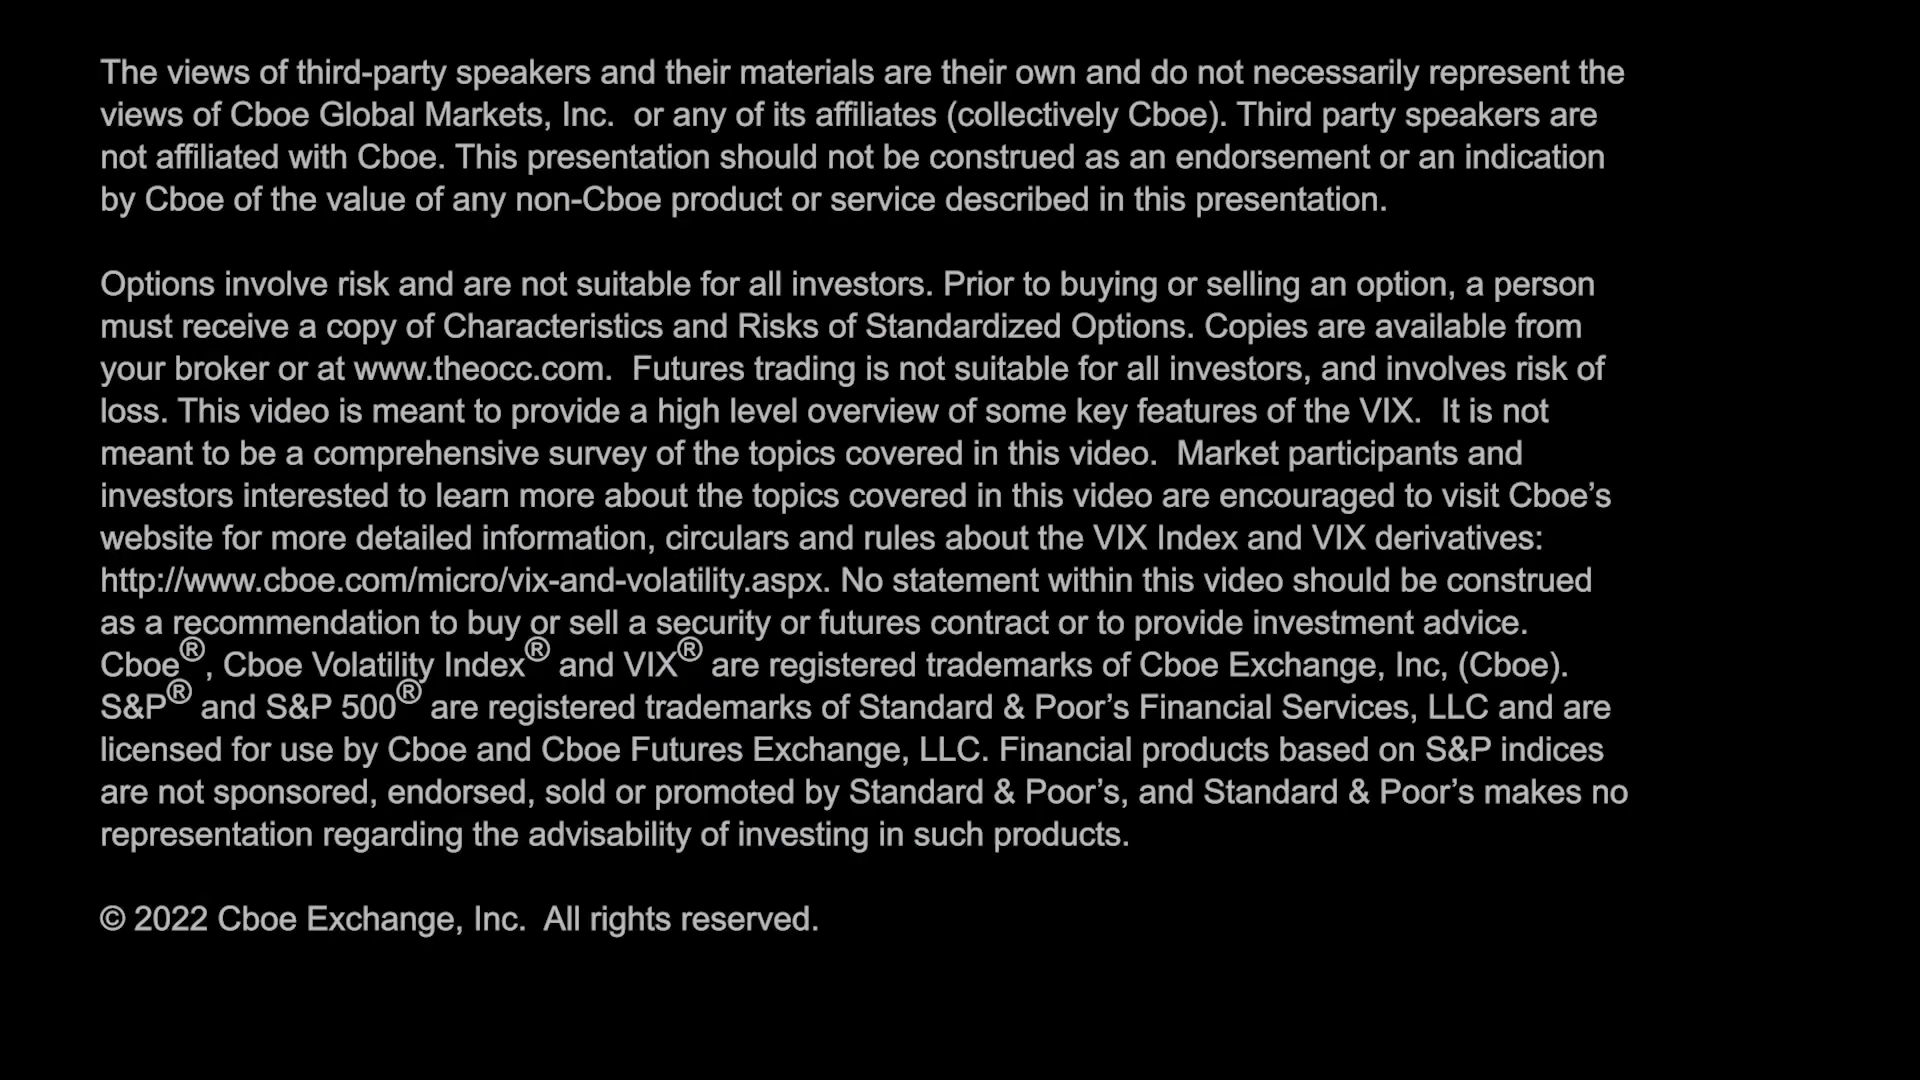 The views of third-party speakers and their materials are their own and do not necessarily represent the
views of Cboe Global Markets, Inc.  or any of its affiliates (collectively Cboe). Third party speakers are
not affiliated with Cboe. This presentation should not be construed as an endorsement or an indication
by Cboe of the value of any non-Cboe product or service described in this presentation.
Options involve risk and are not suitable for all investors. Prior to buying or selling an option, a person
must receive a copy of Characteristics and Risks of Standardized Options. Copies are available from
your broker or at www.theocc.com.  Futures trading is not suitable for all investors, and involves risk of
loss. This video is meant to provide a high level overview of some key features of the VIX.  It is not
meant to be a comprehensive survey of the topics covered in this video.  Market participants and
investors interested to learn more about the topics covered in this video are encouraged to visit Cboe’s
website for more detailed information, circulars and rules about the VIX Index and VIX derivatives:
http://www.cboe.com/micro/vix-and-volatility.aspx. No statement within this video should be construed
as a recommendation to buy or sell a security or futures contract or to provide investment advice.
Cboe®, Cboe Volatility Index® and VIX® are registered trademarks of Cboe Exchange, Inc, (Cboe).
S&P® and S&P 500® are registered trademarks of Standard & Poor’s Financial Services, LLC and are
licensed for use by Cboe and Cboe Futures Exchange, LLC. Financial products based on S&P indices
are not sponsored, endorsed, sold or promoted by Standard & Poor’s, and Standard & Poor’s makes no
representation regarding the advisability of investing in such products.
© 2022 Cboe Exchange, Inc.  All rights reserved.